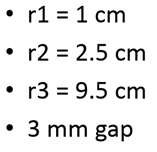 • r1 = 1 cm
• r2 = 2.5 cm
• r3 = 9.5 cm
• 3 mm gap